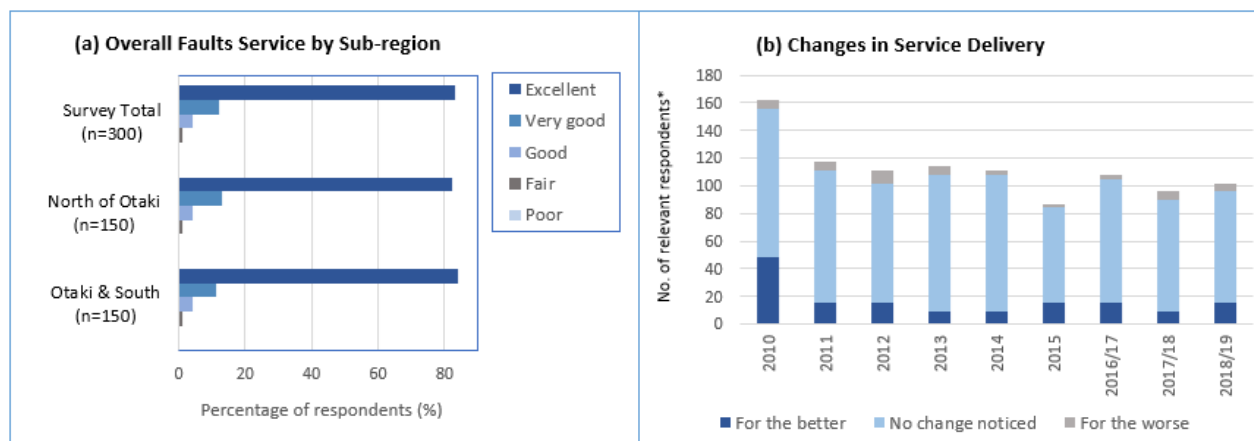 (a) Overall Faults Service by Sub-region
Survey Total
(n=300)
North of Otaki
(n=150)
Otaki & South
(n=150)
0 20 40 60 80
Percentage of respondents (%)
Excellent
Very good
Good
Fair
Poor
(b) Changes in Service Delivery
No. of relevant respondents*
180
160
140
120
100
80
60
40
20
0
2010 2011 2012 2013 2014 2015 2016/17 2017/18 2018/19
For the better No change noticed For the worse